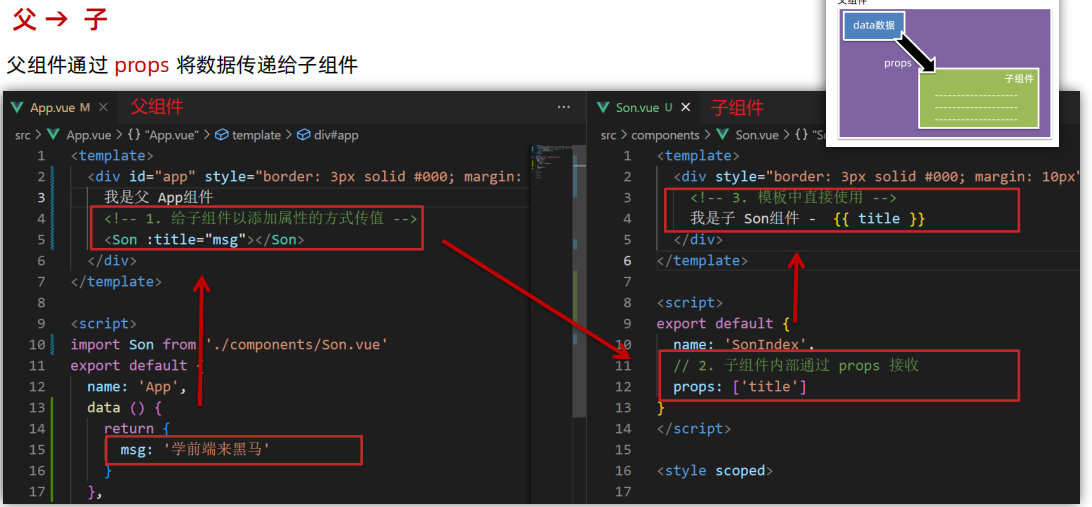 父 → 子
父组件通过 props 将数据传递给子组件
父组件
data数据
props
子组件
App.vue M × 父组件 ···
src > App.vue > {} "App.vue" > template > div#app
1 <template>
2 <div id="app" style="border: 3px solid #000; margin:
3 我是父 App组件
4 <!-- 1. 给子组件以添加属性的方式传值 -->
5 <Son :title="msg"></Son>
6 </div>
7 </template>
8
9 <script>
10 import Son from './components/Son.vue'
11 export default {
12 name: 'App',
13 data () {
14 return {
15 msg: '学前端来黑马'
16 }
17 },
Son.vue U × 子组件
src > components > Son.vue > {} "So
1 <template>
2 <div style="border: 3px solid #000; margin: 10px"
3 <!-- 3. 模板中直接使用 -->
4 我是子 Son组件 - {{ title }}
5 </div>
6 </template>
7
8 <script>
9 export default {
10 name: 'SonIndex',
11 // 2. 子组件内部通过 props 接收
12 props: ['title']
13 }
14 </script>
15
16 <style scoped>
17